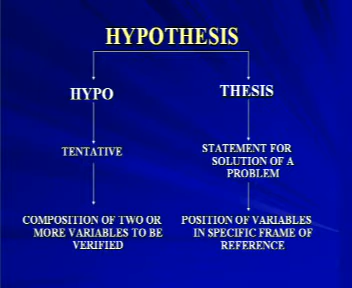 HYPOTHESIS
HYPO
THESIS
TENTATIVE
STATEMENT FOR
SOLUTION OF A
PROBLEM
COMPOSITION OF TWO OR
MORE VARIABLES TO BE
VERIFIED
POSITION OF VARIABLES
IN SPECIFIC FRAME OF
REFERENCE